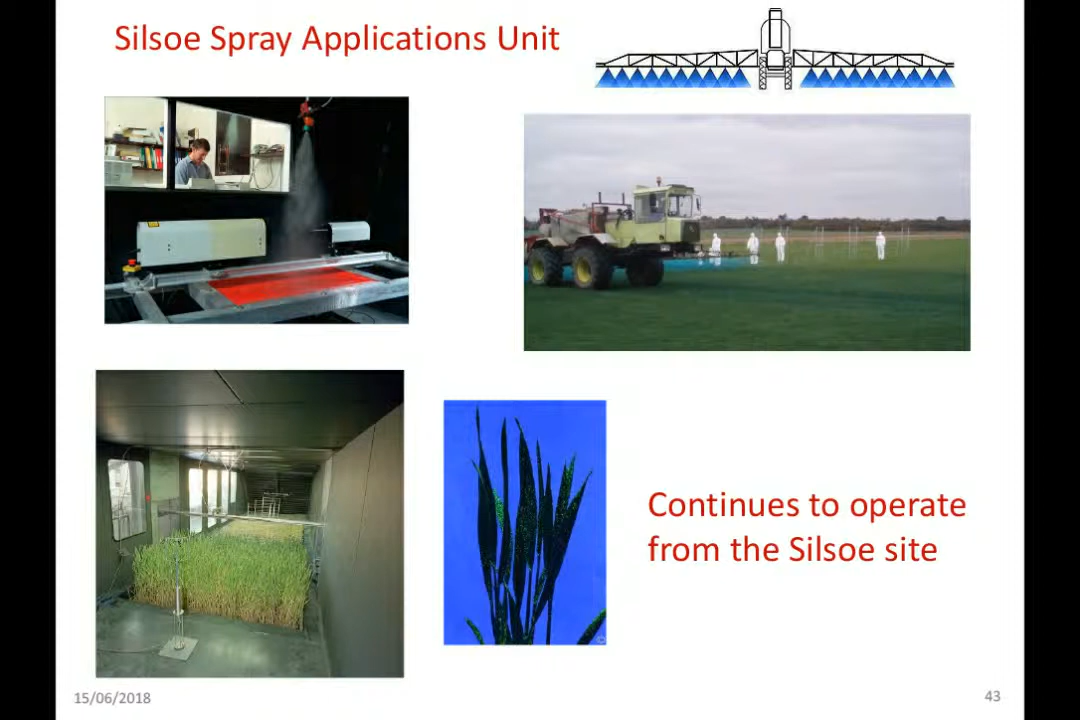 Silsoe Spray Applications Unit
Continues to operate
from the Silsoe site
15/06/2018
43